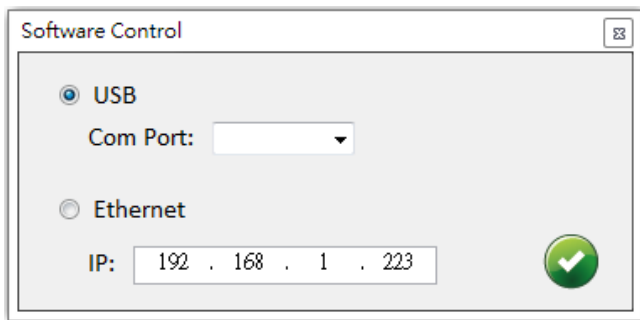 Software Control
USB
Com Port:
Ethernet
IP: 192 . 168 . 1 . 223